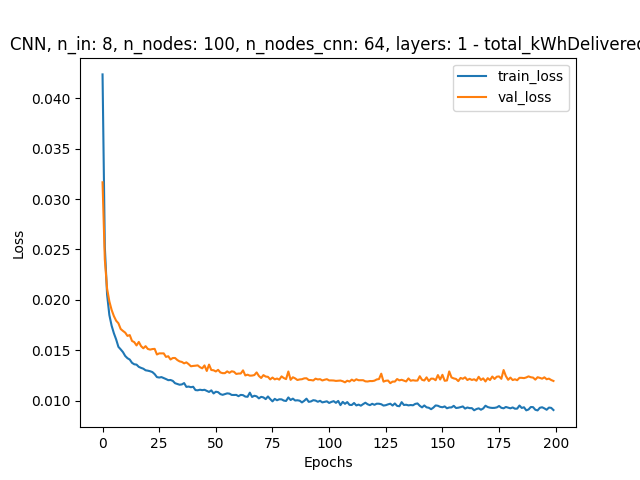 CNN, n_in: 8, n_nodes: 100, n_nodes_cnn: 64, layers: 1 - total_kWhDelivered
train_loss
val_loss
0.040
0.035
0.030
0.025
0.020
0.015
0.010
Loss
0 25 50 75 100 125 150 175 200
Epochs